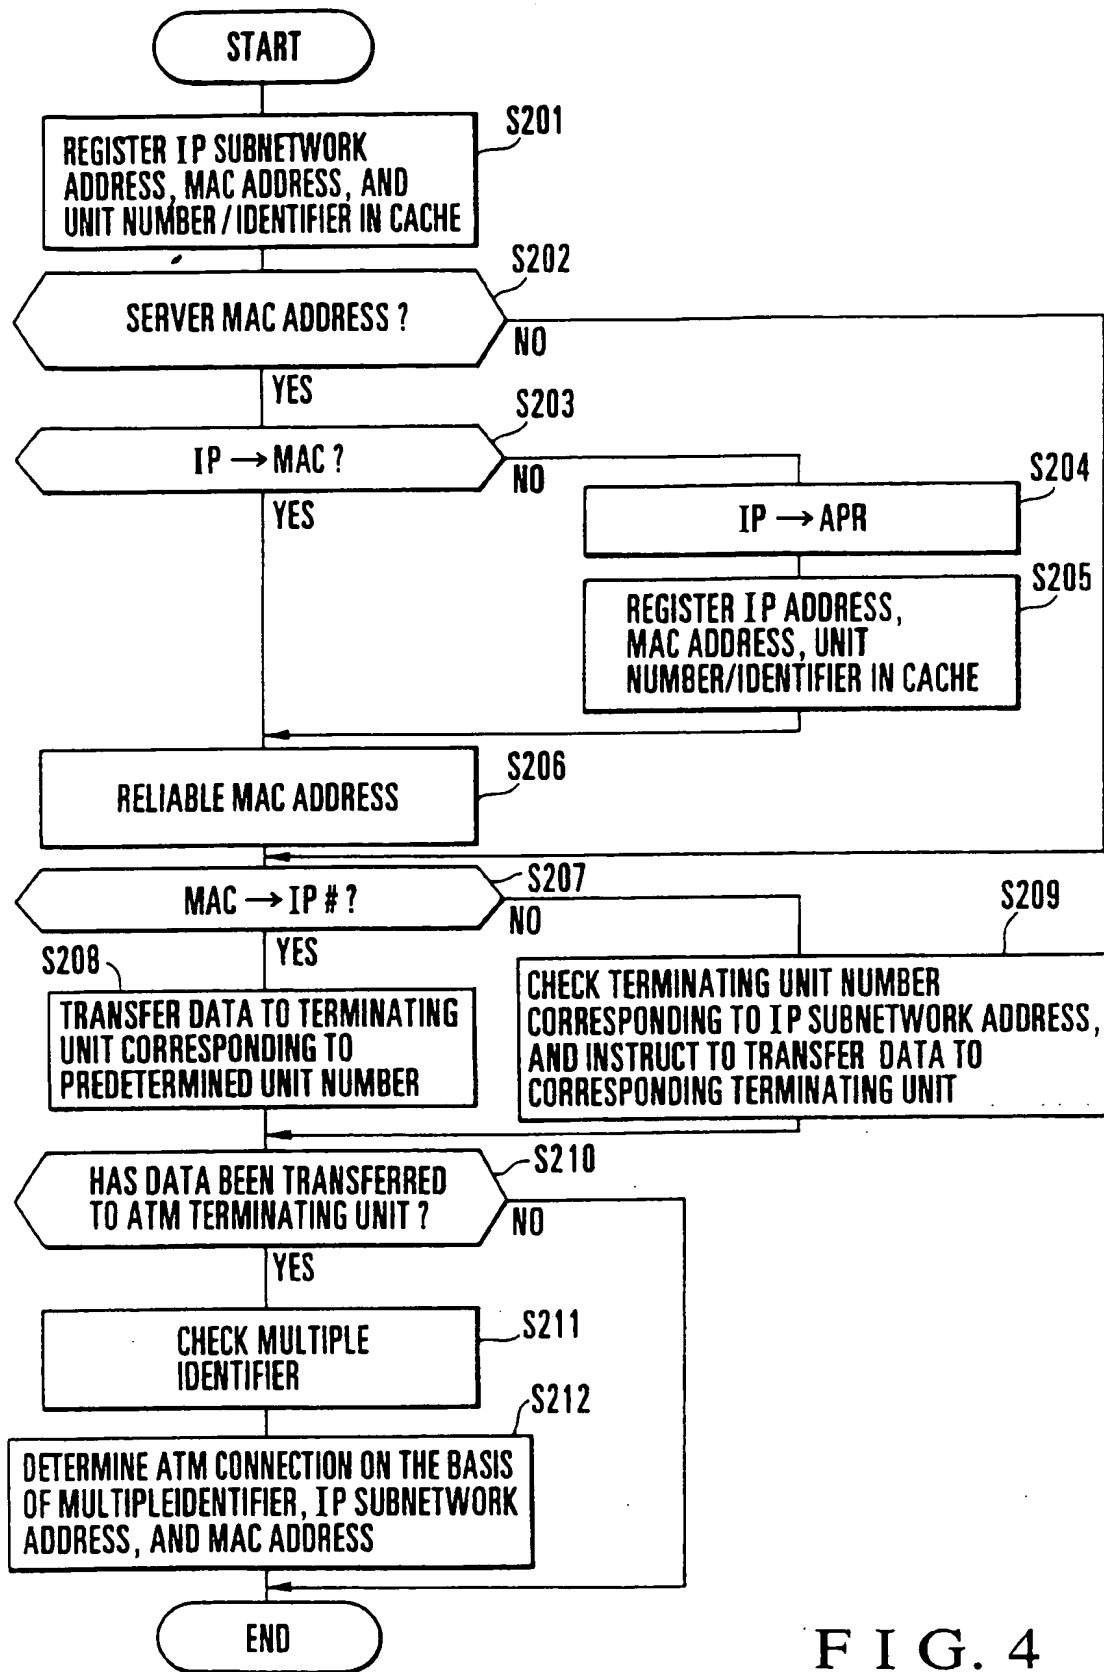 START
S201
REGISTER IP SUBNETWORK
ADDRESS, MAC ADDRESS, AND
UNIT NUMBER/IDENTIFIER IN CACHE
S202
SERVER MAC ADDRESS ?
NO
YES
S203
IP → MAC ?
NO
YES
S204
IP → APR
S205
REGISTER IP ADDRESS,
MAC ADDRESS, UNIT
NUMBER/IDENTIFIER IN CACHE
S206
RELIABLE MAC ADDRESS
S207
MAC → IP # ?
NO
YES
S208
TRANSFER DATA TO TERMINATING
UNIT CORRESPONDING TO
PREDETERMINED UNIT NUMBER
S209
CHECK TERMINATING UNIT NUMBER
CORRESPONDING TO IP SUBNETWORK ADDRESS,
AND INSTRUCT TO TRANSFER DATA TO
CORRESPONDING TERMINATING UNIT
S210
HAS DATA BEEN TRANSFERRED
TO ATM TERMINATING UNIT ?
NO
YES
S211
CHECK MULTIPLE
IDENTIFIER
S212
DETERMINE ATM CONNECTION ON THE BASIS
OF MULTIPLEIDENTIFIER, IP SUBNETWORK
ADDRESS, AND MAC ADDRESS
END
FIG. 4